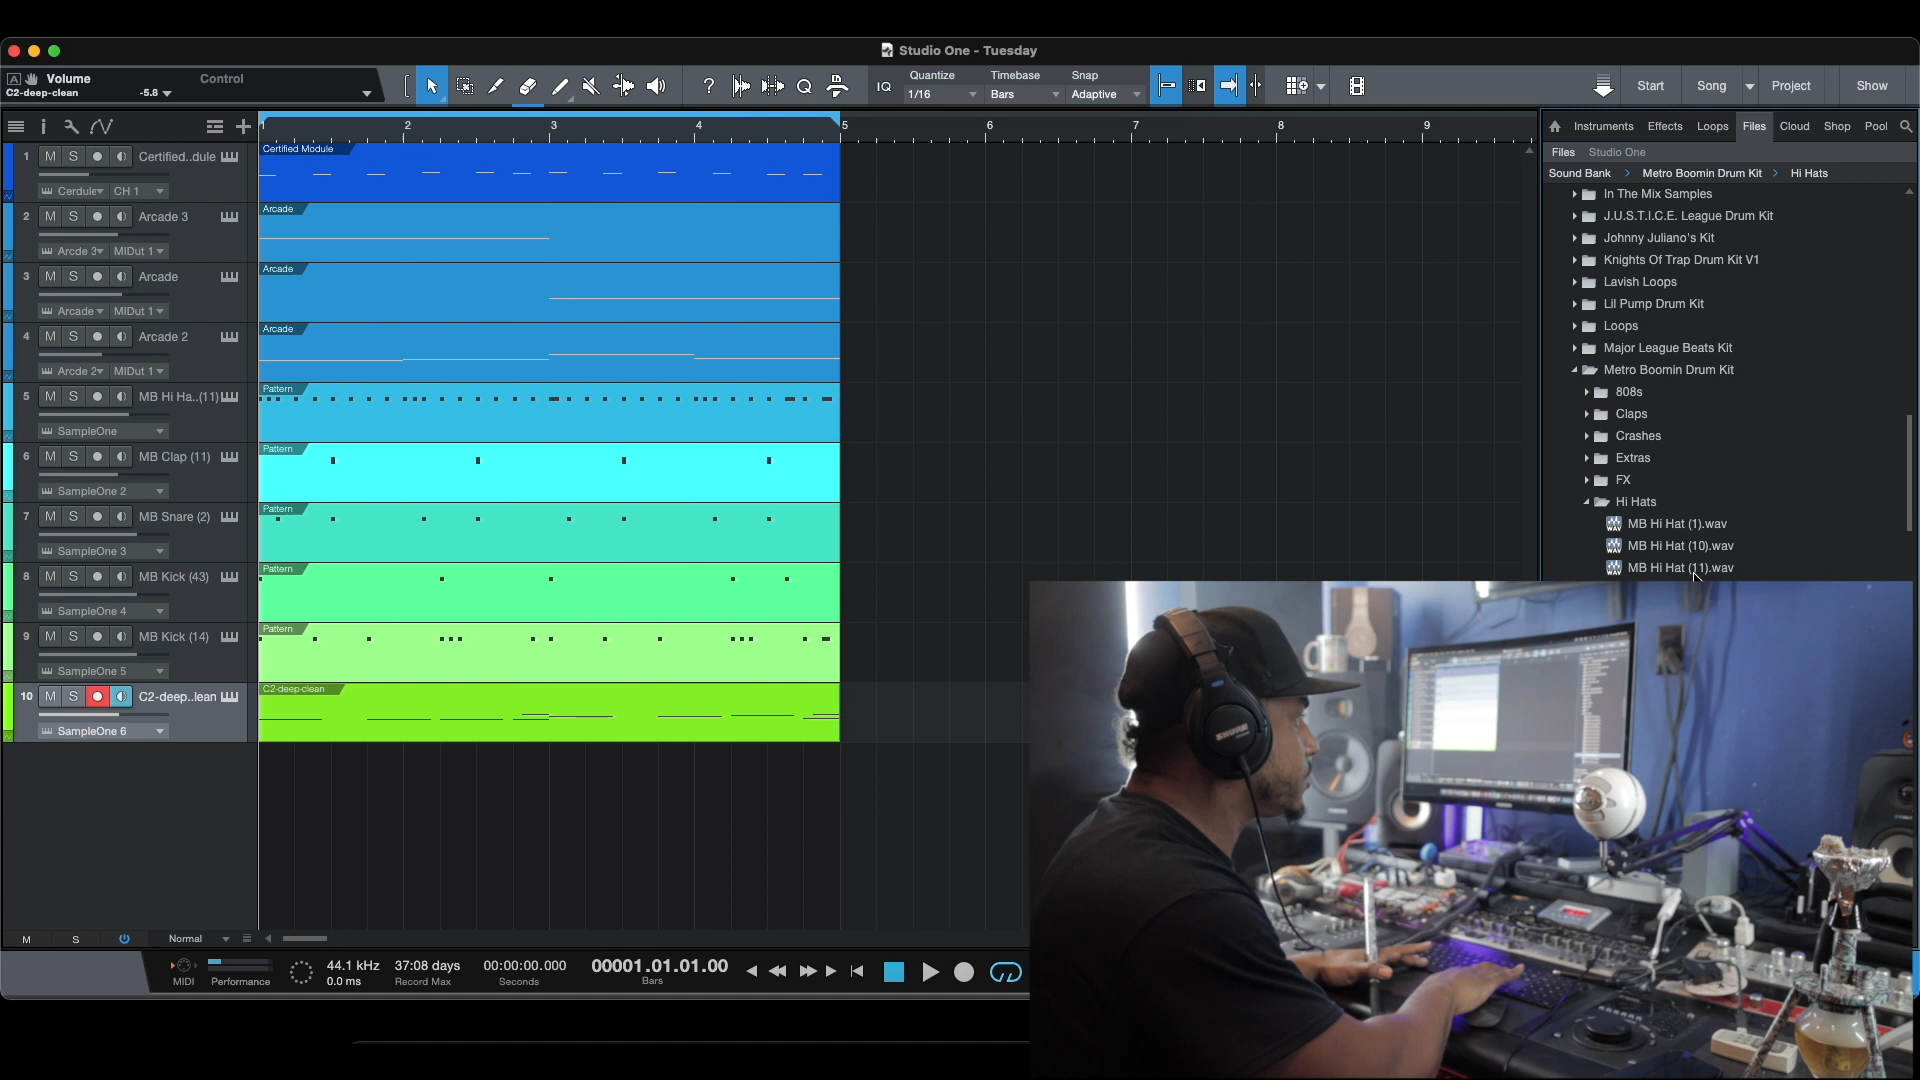 Studio One - Tuesday
Volume
Control
C2-deep-clean
-5.8
IQ
Quantize
1/16
Timebase
Bars
Snap
Adaptive
Start
Song
Project
Show
1 2 3 4 5 6 7 8 9
Instruments Effects Loops Files Cloud Shop Pool
Files Studio One
Sound Bank > Metro Boomin Drum Kit > Hi Hats
1 M S Certified..dule
Cerdule CH 1
Certified Module
2 M S Arcade 3
Arcde 3 MIDut 1
Arcade
3 M S Arcade
Arcade MIDut 1
Arcade
4 M S Arcade 2
Arcde 2 MIDut 1
Arcade
5 M S MB Hi Ha..(11)
SampleOne
Pattern
6 M S MB Clap (11)
SampleOne 2
Pattern
7 M S MB Snare (2)
SampleOne 3
Pattern
8 M S MB Kick (43)
SampleOne 4
Pattern
9 M S MB Kick (14)
SampleOne 5
Pattern
10 M S C2-deep..lean
SampleOne 6
C2-deep-clean
In The Mix Samples
J.U.S.T.I.C.E. League Drum Kit
Johnny Juliano's Kit
Knights Of Trap Drum Kit V1
Lavish Loops
Lil Pump Drum Kit
Loops
Major League Beats Kit
Metro Boomin Drum Kit
808s
Claps
Crashes
Extras
FX
Hi Hats
MB Hi Hat (1).wav
MB Hi Hat (10).wav
MB Hi Hat (11).wav
SHURE
M S Normal
MIDI
Performance
44.1 kHz
0.0 ms
37:08 days
Record Max
00:00:00.000
Seconds
00001.01.01.00
Bars